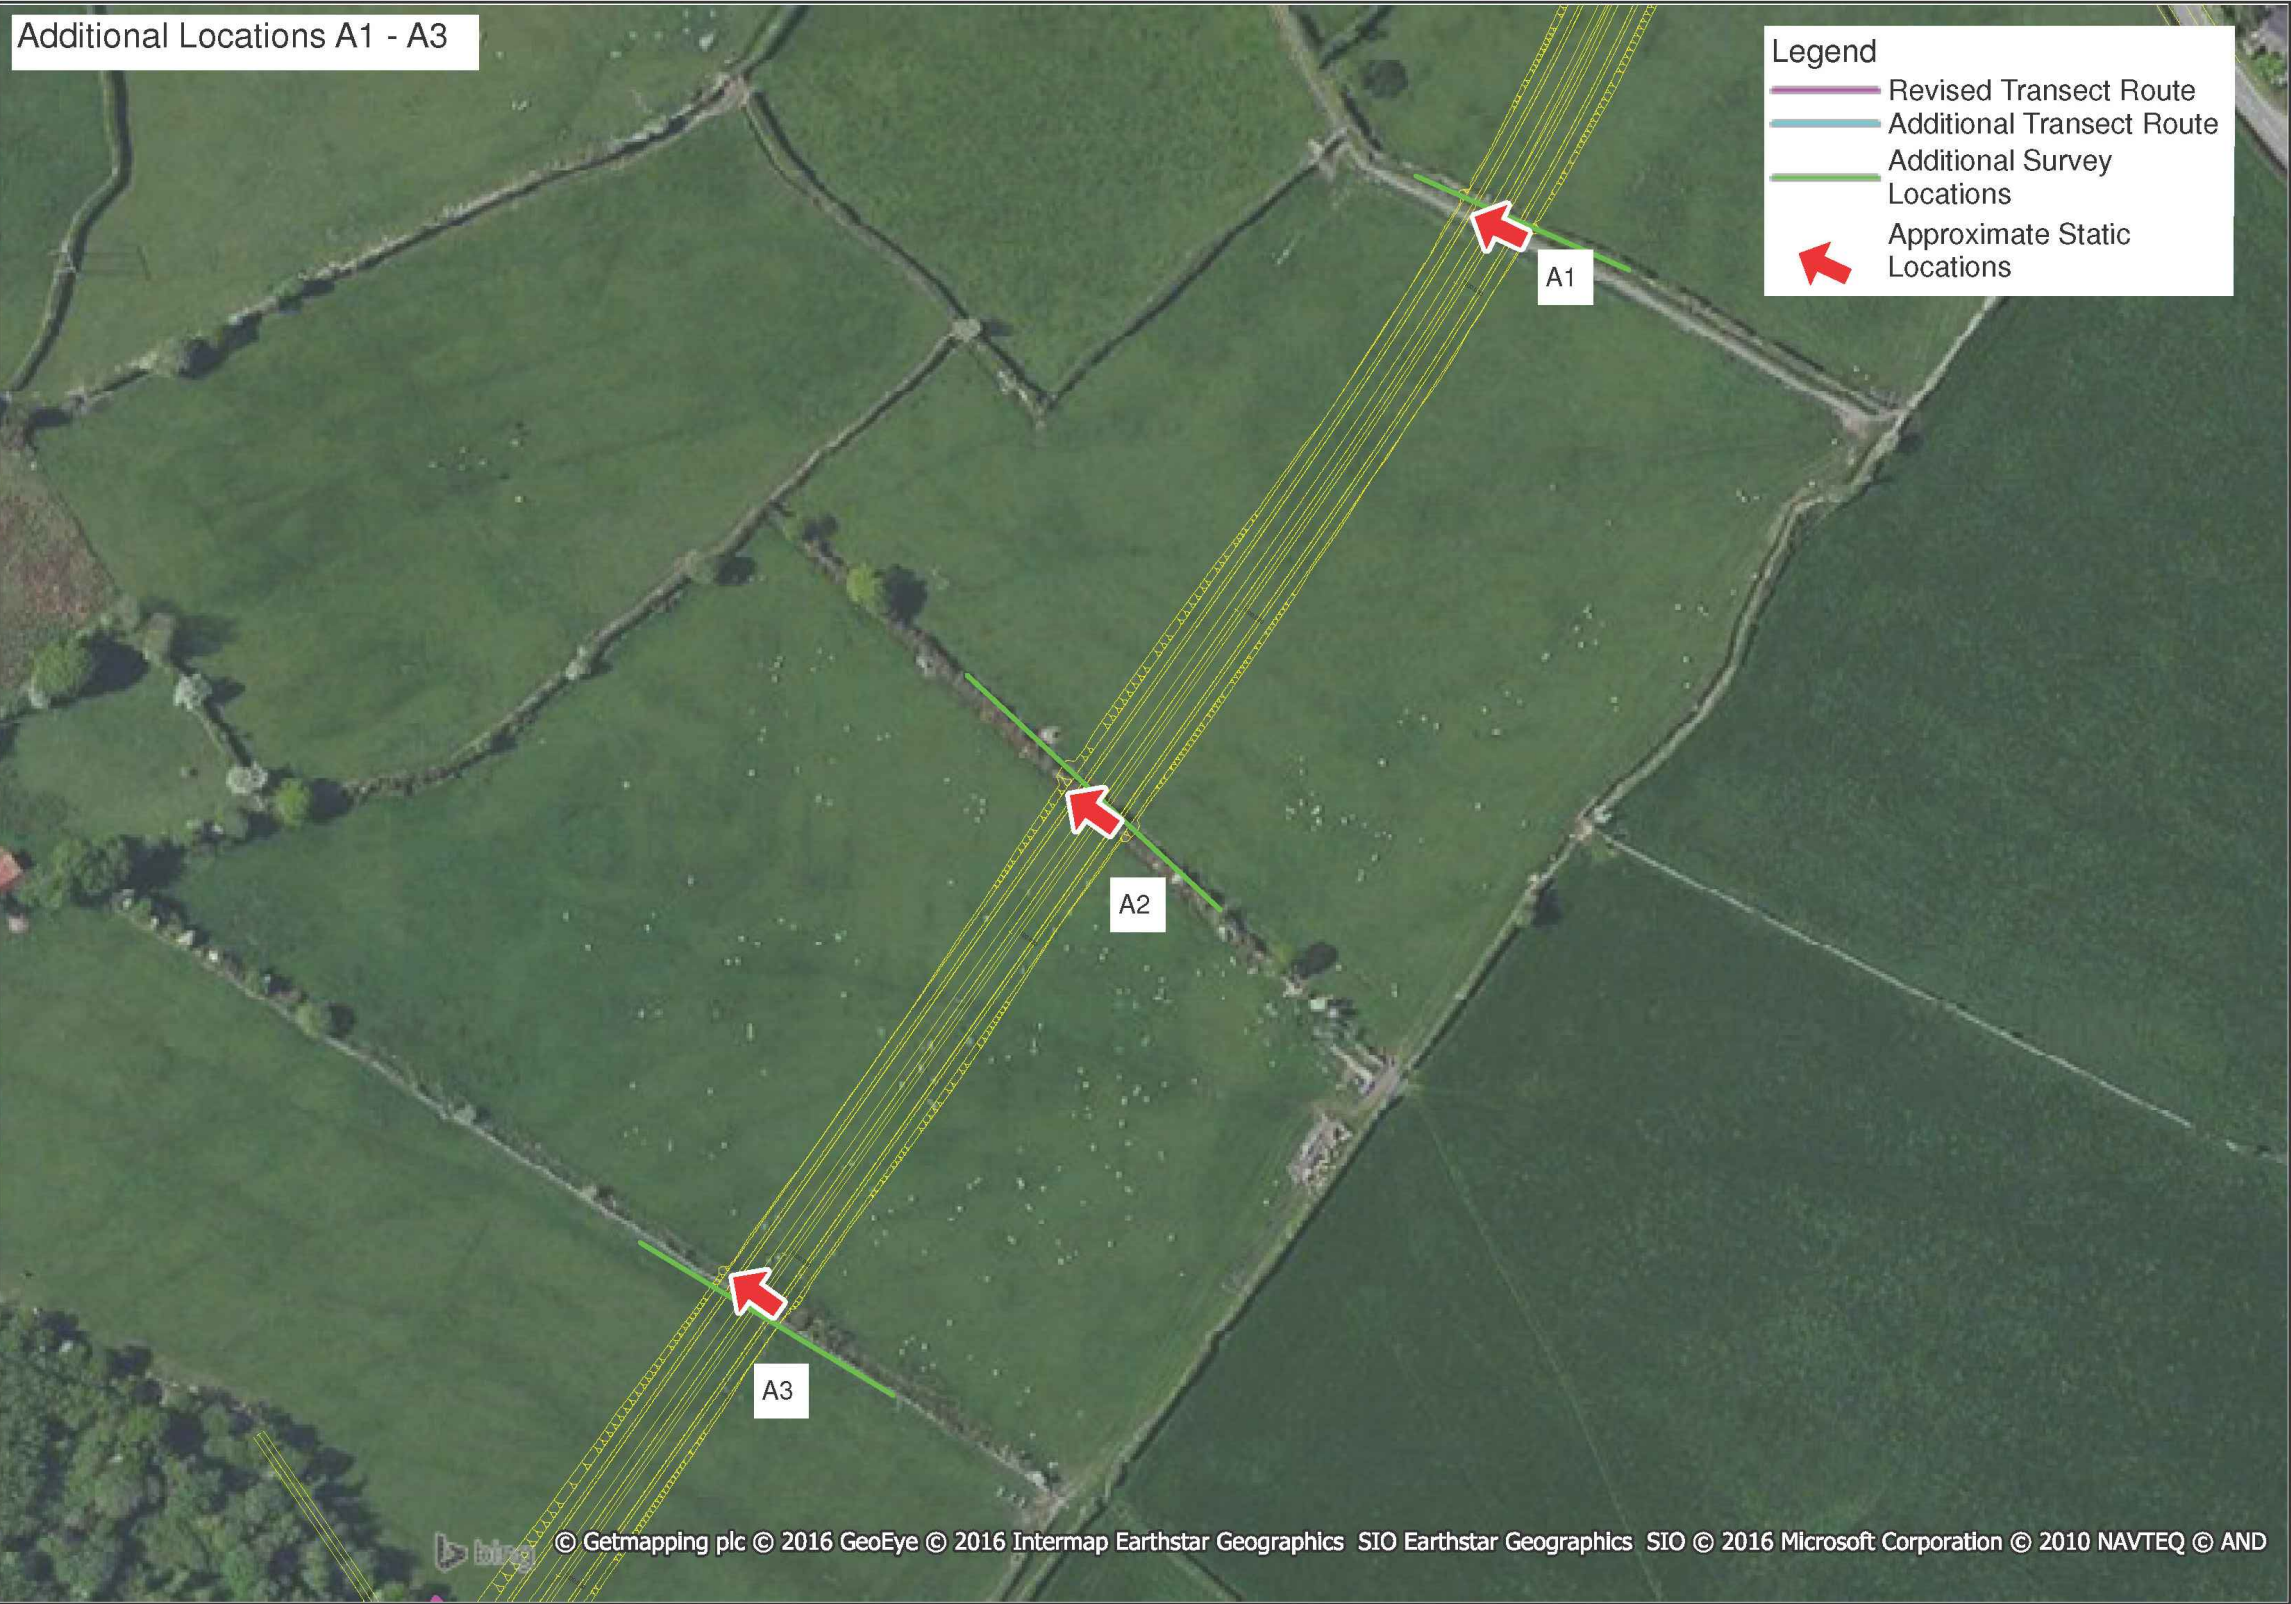 Additional Locations A1 - A3
Legend
Revised Transect Route
Additional Transect Route
Additional Survey
Locations
Approximate Static
Locations
A1
A2
A3
bing
© Getmapping plc © 2016 GeoEye © 2016 Intermap Earthstar Geographics SIO Earthstar Geographics SIO © 2016 Microsoft Corporation © 2010 NAVTEQ © AND